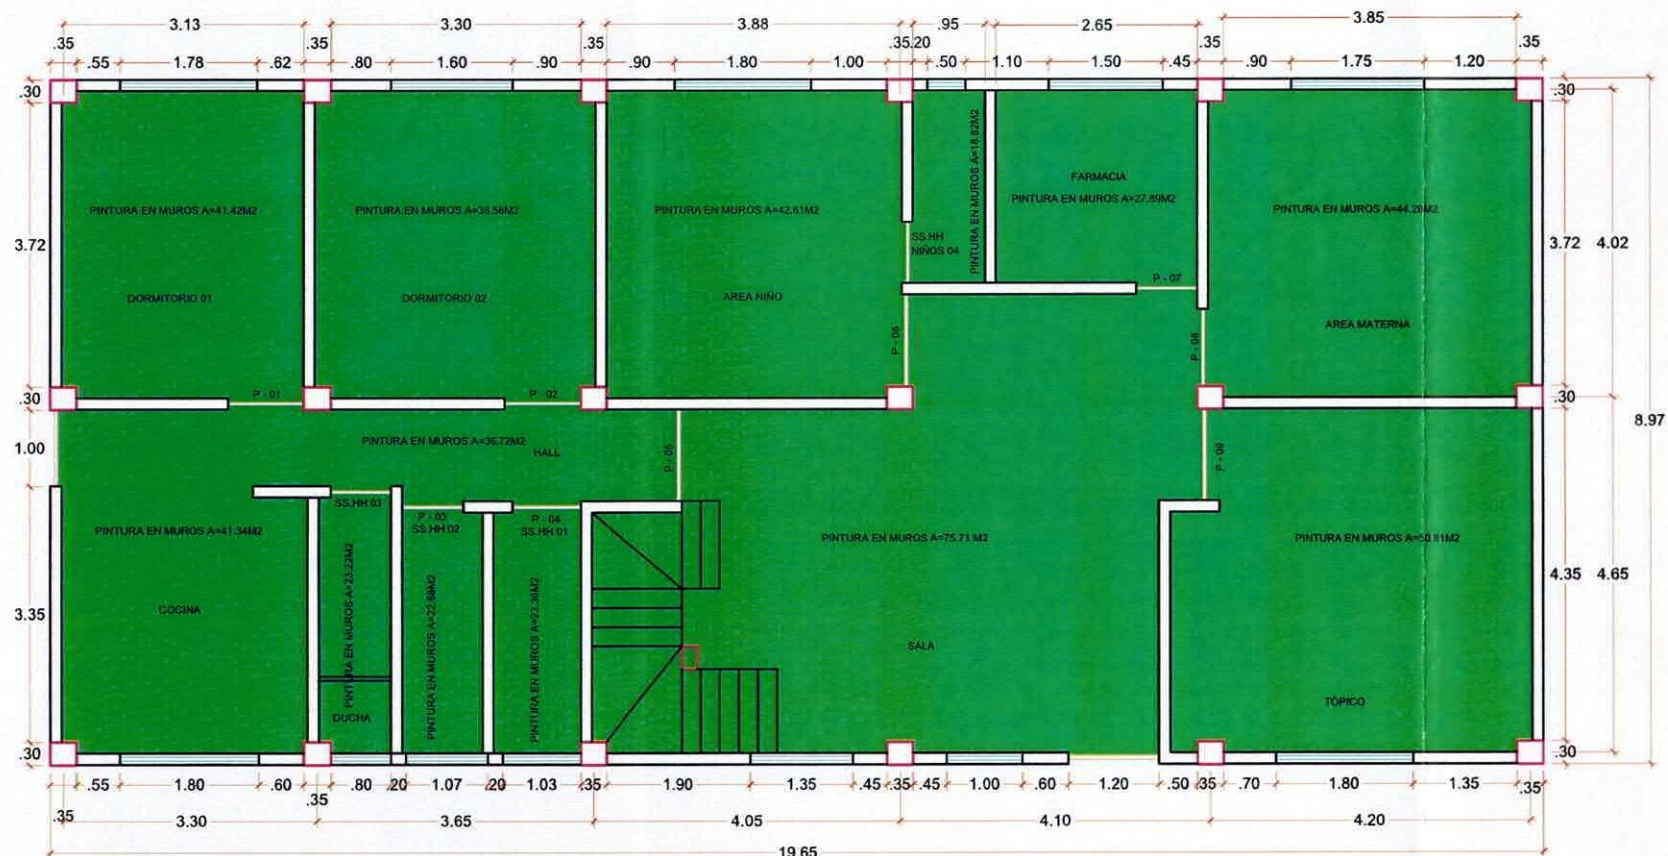 3.13 3.30 3.88 .95 2.65 3.85
.35 .35 .35 .35 .20 .35 .35
.55 1.78 .62 .80 1.60 .90 .90 1.80 1.00 .50 1.10 1.50 .45 .90 1.75 1.20
.30 .30
PINTURA EN MUROS A=18.82M2
FARMACIA
PINTURA EN MUROS A=27.89M2
PINTURA EN MUROS A=41.42M2
PINTURA EN MUROS A=38.56M2
PINTURA EN MUROS A=42.61M2
PINTURA EN MUROS A=44.28M2
SS.HH
NIÑOS 04
3.72 3.72 4.02
P - 07
DORMITORIO 01
DORMITORIO 02
AREA NIÑO
AREA MATERNA
P - 06
P - 08
P - 01
P - 02
.30 .30
8.97
1.00
PINTURA EN MUROS A=36.72M2
HALL
P - 05
P - 09
SS.HH 03
P - 03
SS.HH 02
P - 04
SS.HH 01
PINTURA EN MUROS A=41.34M2
PINTURA EN MUROS A=75.71 M2
PINTURA EN MUROS A=50.81M2
PINTURA EN MUROS A=23.22M2
PINTURA EN MUROS A=22.68M2
PINTURA EN MUROS A=23.36M2
4.35 4.65
3.35
COCINA
SALA
DUCHA
TÓPICO
.30 .30
.55 1.80 .60 .80 .20 1.07 .20 1.03 .35 1.90 1.35 .45 .35 .45 1.00 .60 1.20 .50 .35 .70 1.80 1.35 .35
.35 .35
3.30 3.65 4.05 4.10 4.20
19.65